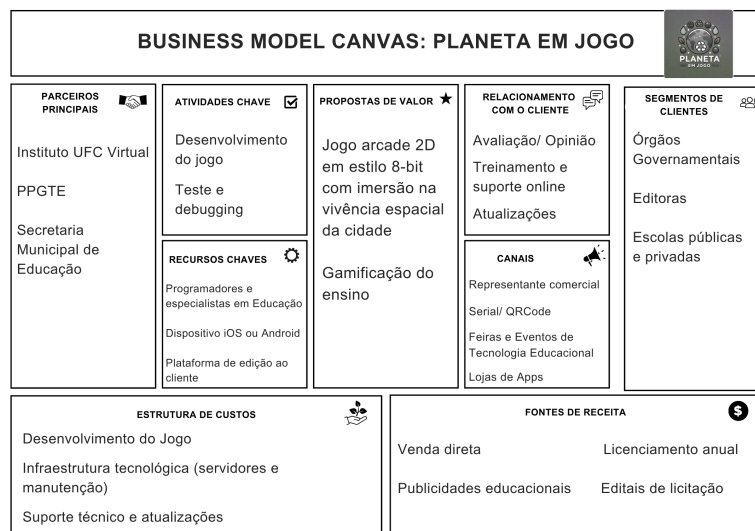 BUSINESS MODEL CANVAS: PLANETA EM JOGO
PLANETA
EM JOGO
PARCEIROS
PRINCIPAIS
Instituto UFC Virtual
PPGTE
Secretaria
Municipal de
Educação
ATIVIDADES CHAVE
Desenvolvimento
do jogo
Teste e
debugging
RECURSOS CHAVES
Programadores e
especialistas em Educação
Dispositivo iOS ou Android
Plataforma de edição ao
cliente
PROPOSTAS DE VALOR
Jogo arcade 2D
em estilo 8-bit
com imersão na
vivência espacial
da cidade
Gamificação do
ensino
RELACIONAMENTO
COM O CLIENTE
Avaliação/ Opinião
Treinamento e
suporte online
Atualizações
CANAIS
Representante comercial
Serial/ QRCode
Feiras e Eventos de
Tecnologia Educacional
Lojas de Apps
SEGMENTOS DE
CLIENTES
Órgãos
Governamentais
Editoras
Escolas públicas
e privadas
ESTRUTURA DE CUSTOS
Desenvolvimento do Jogo
Infraestrutura tecnológica (servidores e
manutenção)
Suporte técnico e atualizações
FONTES DE RECEITA
$
Venda direta
Licenciamento anual
Publicidades educacionais
Editais de licitação